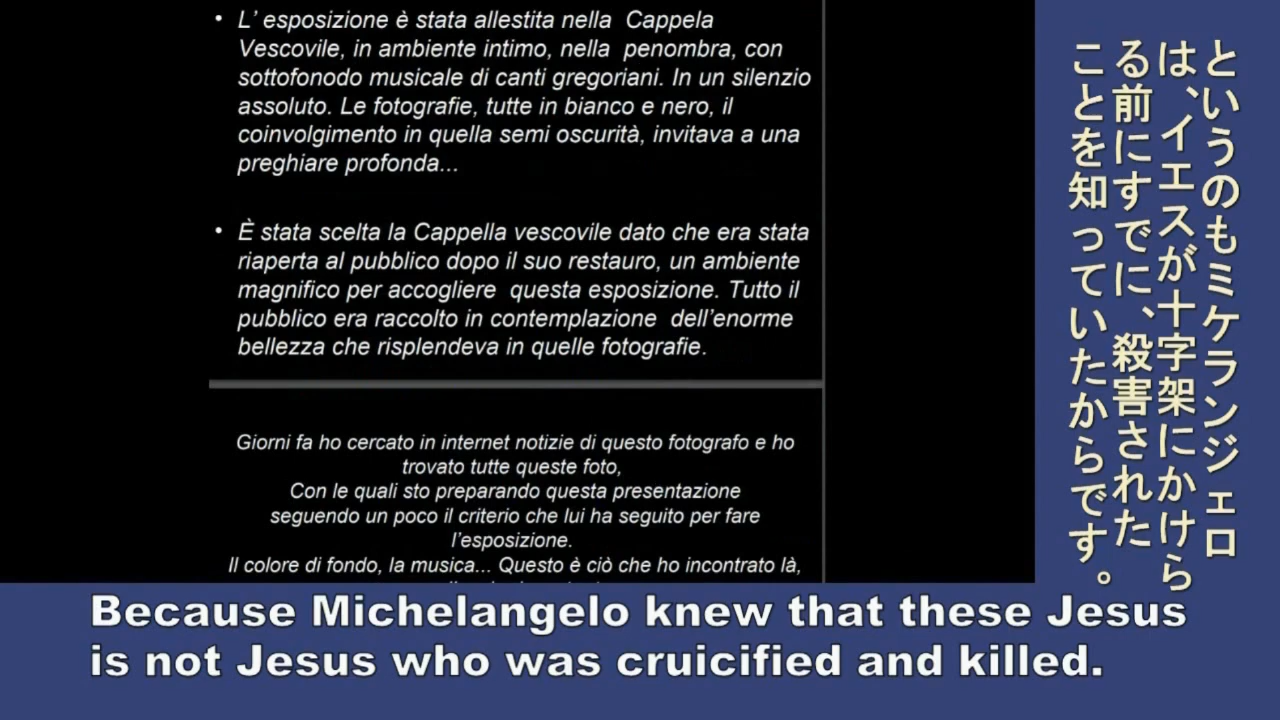 • L’ esposizione è stata allestita nella  Cappela
Vescovile, in ambiente intimo, nella  penombra, con
sottofonodo musicale di canti gregoriani. In un silenzio
assoluto. Le fotografie, tutte in bianco e nero, il
coinvolgimento in quella semi oscurità, invitava a una
preghiare profonda...
• È stata scelta la Cappella vescovile dato che era stata
riaperta al pubblico dopo il suo restauro, un ambiente
magnifico per accogliere  questa esposizione. Tutto il
pubblico era raccolto in contemplazione  dell’enorme
bellezza che risplendeva in quelle fotografie.
Giorni fa ho cercato in internet notizie di questo fotografo e ho
trovato tutte queste foto,
Con le quali sto preparando questa presentazione
seguendo un poco il criterio che lui ha seguito per fare
l’esposizione.
Il colore di fondo, la musica... Questo è ciò che ho incontrato là,
というのもミケランジェロ
は、イエスが十字架にかけら
る前にすでに、殺害された
ことを知っていたからです。
Because Michelangelo knew that these Jesus
is not Jesus who was cruicified and killed.